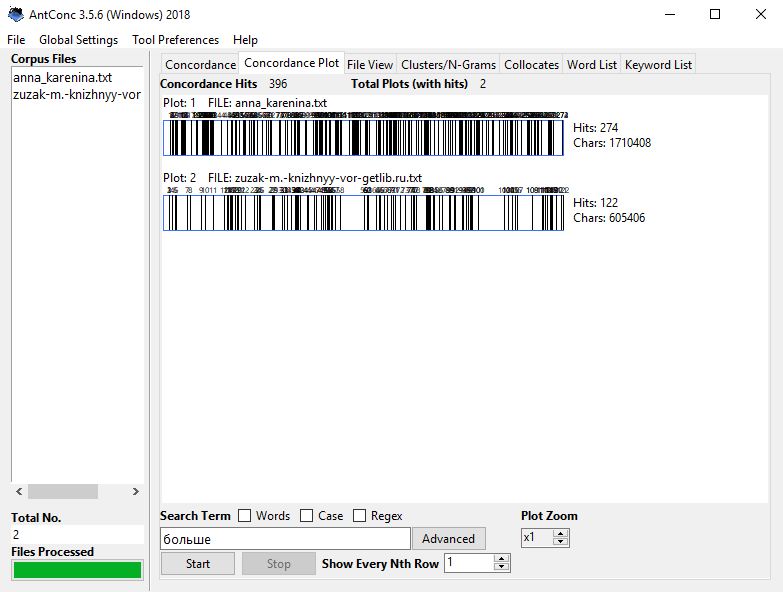 AntConc 3.5.6 (Windows) 2018
File Global Settings Tool Preferences Help
Corpus Files
anna_karenina.txt
zuzak-m.-knizhnyy-vor
Total No.
2
Files Processed
Concordance Concordance Plot File View Clusters/N-Grams Collocates Word List Keyword List
Concordance Hits 396 Total Plots (with hits) 2
Plot: 1 FILE: anna_karenina.txt
Hits: 274
Chars: 1710408
Plot: 2 FILE: zuzak-m.-knizhnyy-vor-getlib.ru.txt
Hits: 122
Chars: 605406
Search Term Words Case Regex Plot Zoom
больше Advanced x1
Start Stop Show Every Nth Row 1